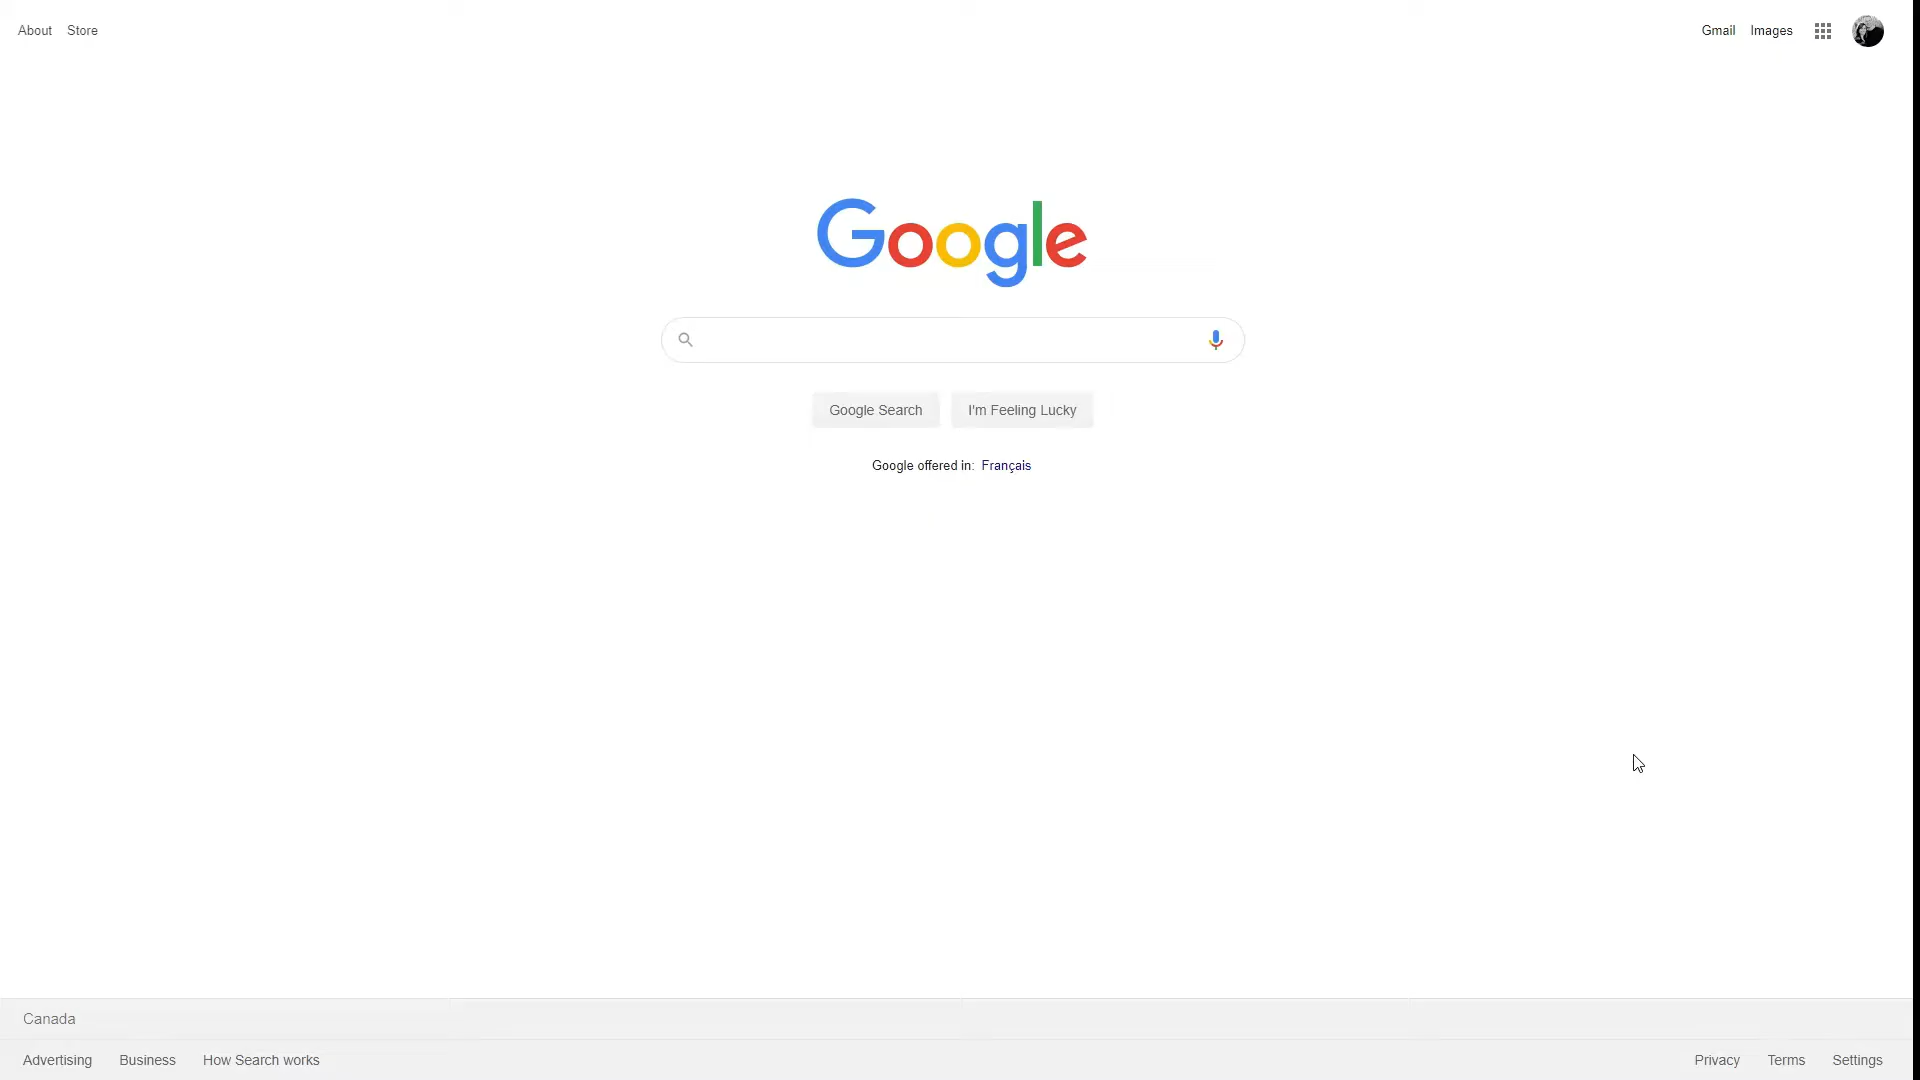 About Store
Gmail Images
Google
Google Search I'm Feeling Lucky
Google offered in: Français
Canada
Advertising Business How Search works
Privacy Terms Settings